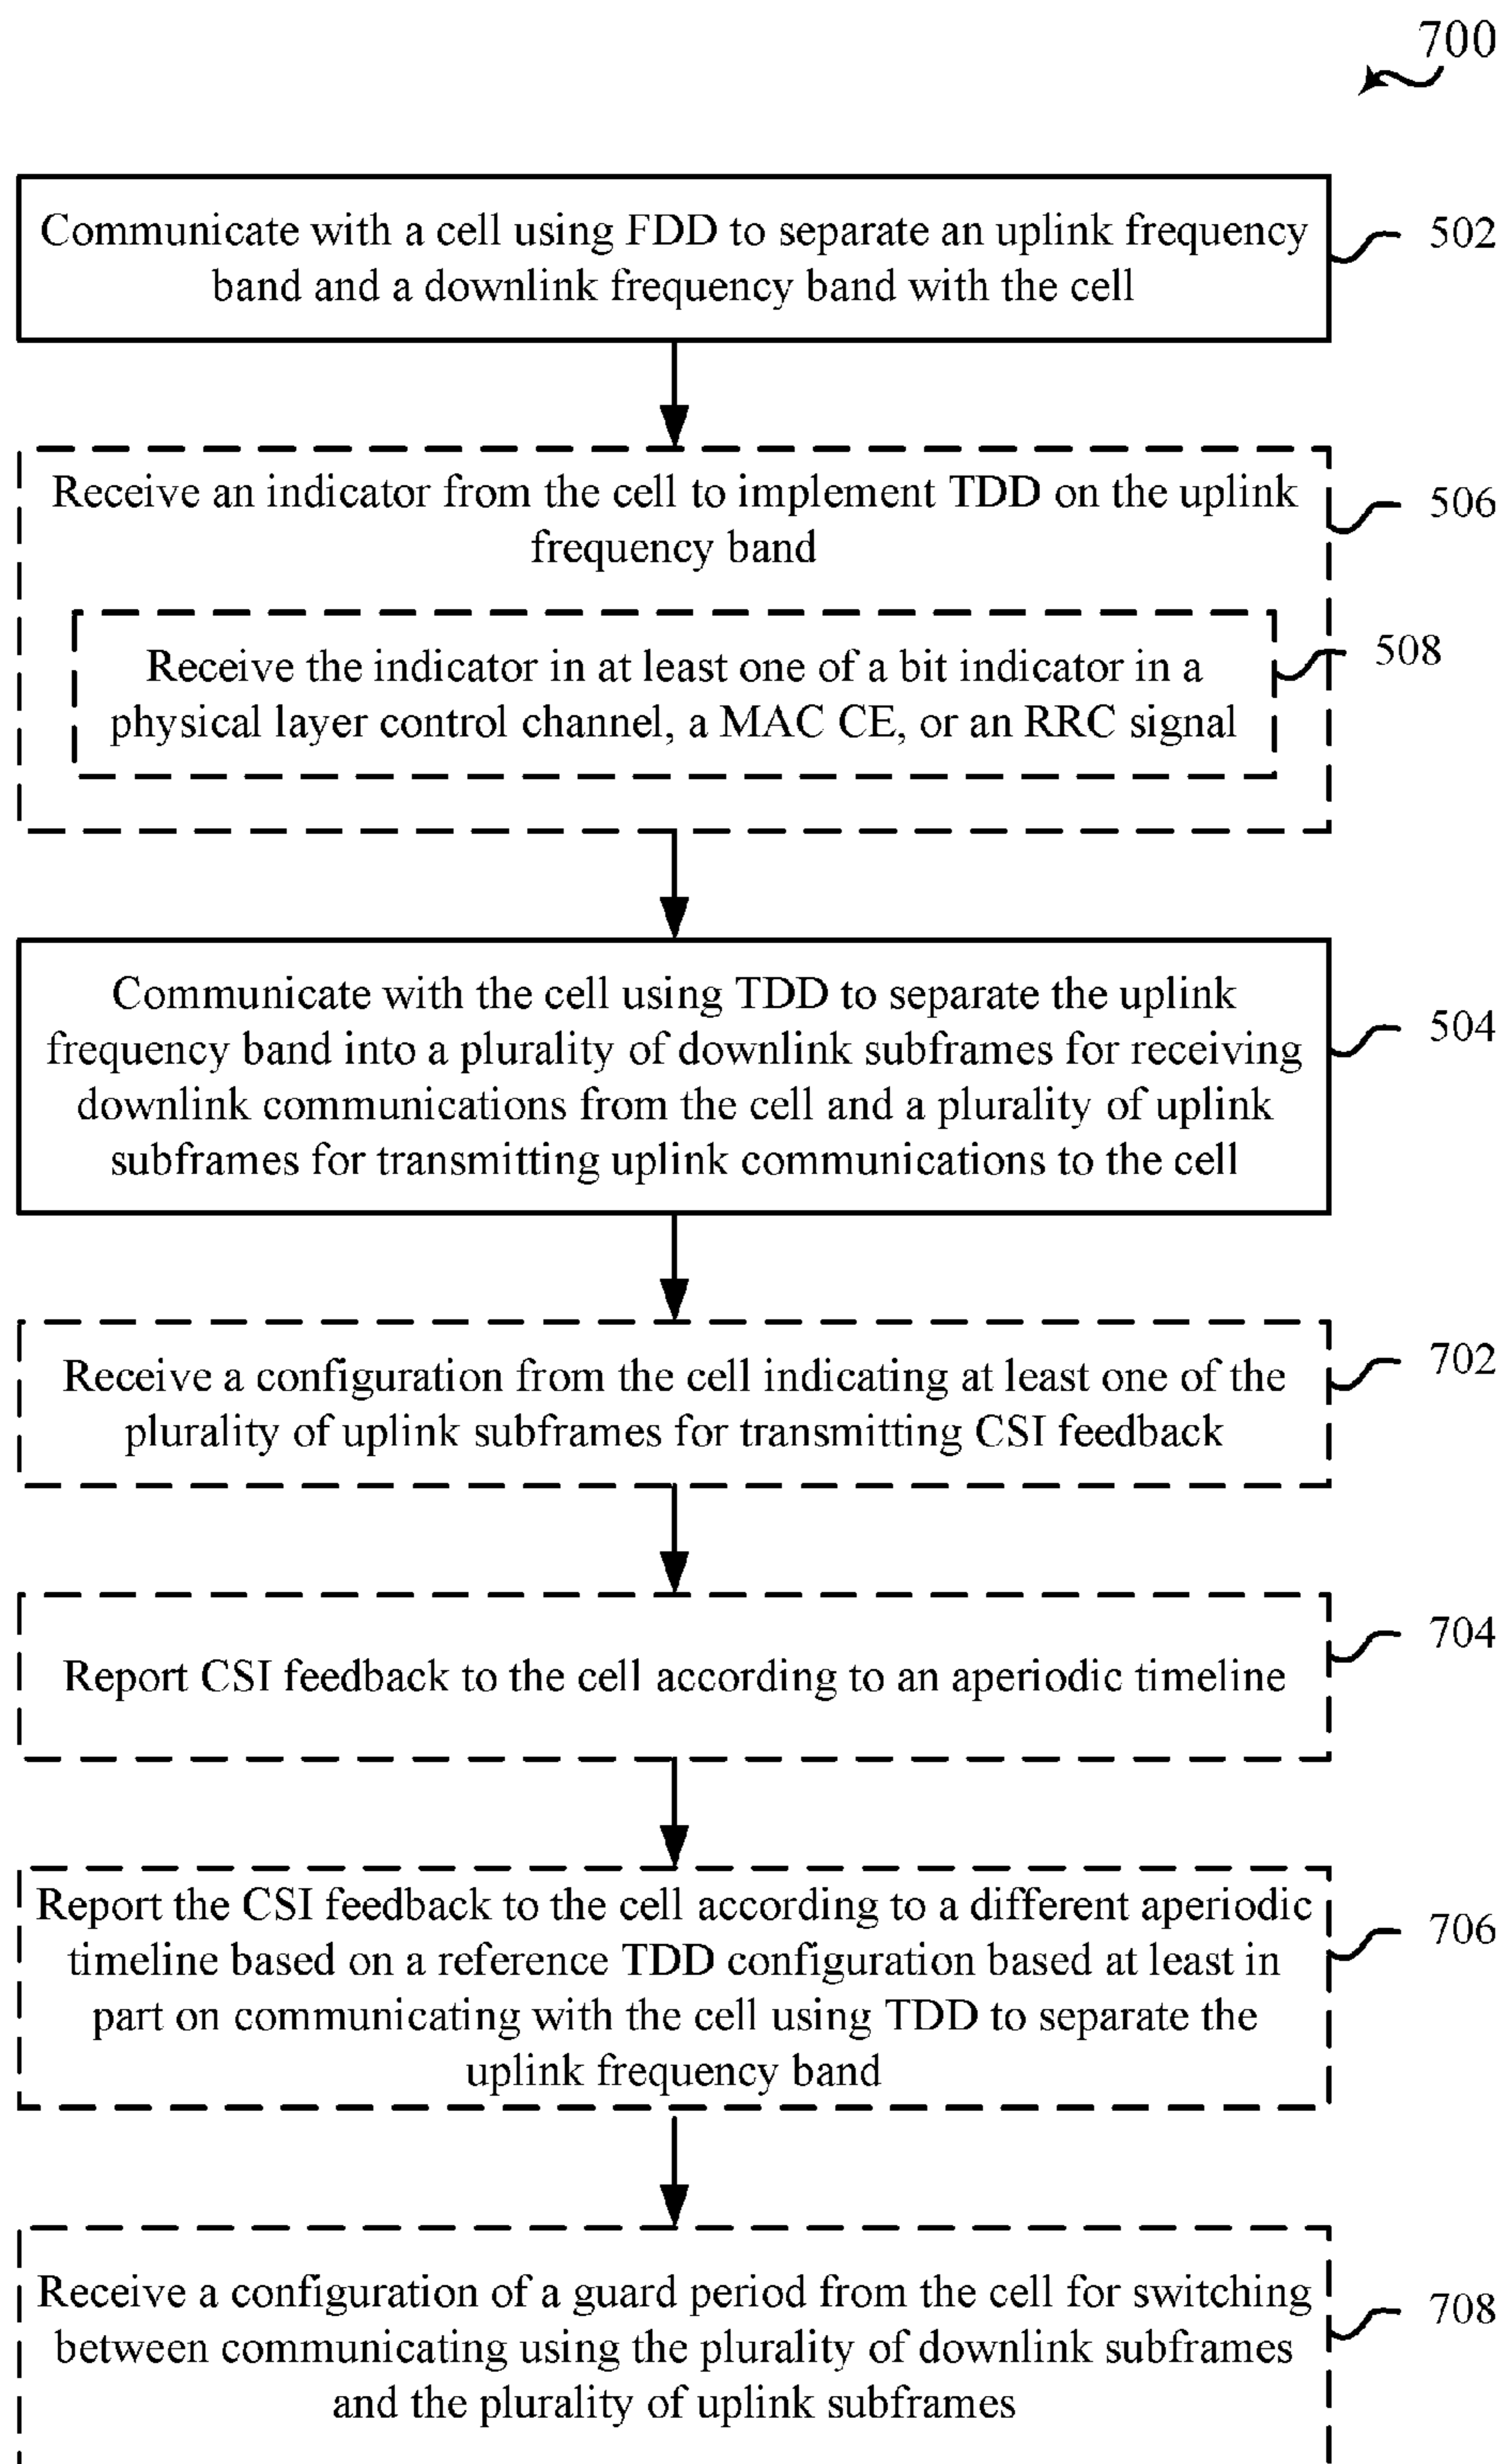 700
Communicate with a cell using FDD to separate an uplink frequency
band and a downlink frequency band with the cell
502
Receive an indicator from the cell to implement TDD on the uplink
frequency band
506
Receive the indicator in at least one of a bit indicator in a
physical layer control channel, a MAC CE, or an RRC signal
508
Communicate with the cell using TDD to separate the uplink
frequency band into a plurality of downlink subframes for receiving
downlink communications from the cell and a plurality of uplink
subframes for transmitting uplink communications to the cell
504
Receive a configuration from the cell indicating at least one of the
plurality of uplink subframes for transmitting CSI feedback
702
Report CSI feedback to the cell according to an aperiodic timeline
704
Report the CSI feedback to the cell according to a different aperiodic
timeline based on a reference TDD configuration based at least in
part on communicating with the cell using TDD to separate the
uplink frequency band
706
Receive a configuration of a guard period from the cell for switching
between communicating using the plurality of downlink subframes
and the plurality of uplink subframes
708